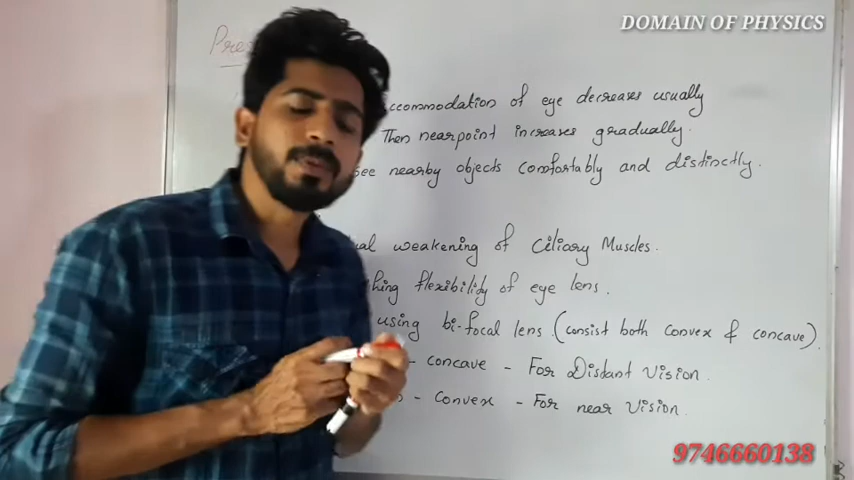 DOMAIN OF PHYSICS
Pres
ccommodation of eye decreases usually
Then nearpoint increases gradually.
see nearby objects comfortably and distinctly.
weakening of Ciliary Muscles.
flexibility of eye lens.
using bi-focal lens (consist both Convex & concave)
- concave - For Distant Vision.
- Convex - For near Vision.
9746660138